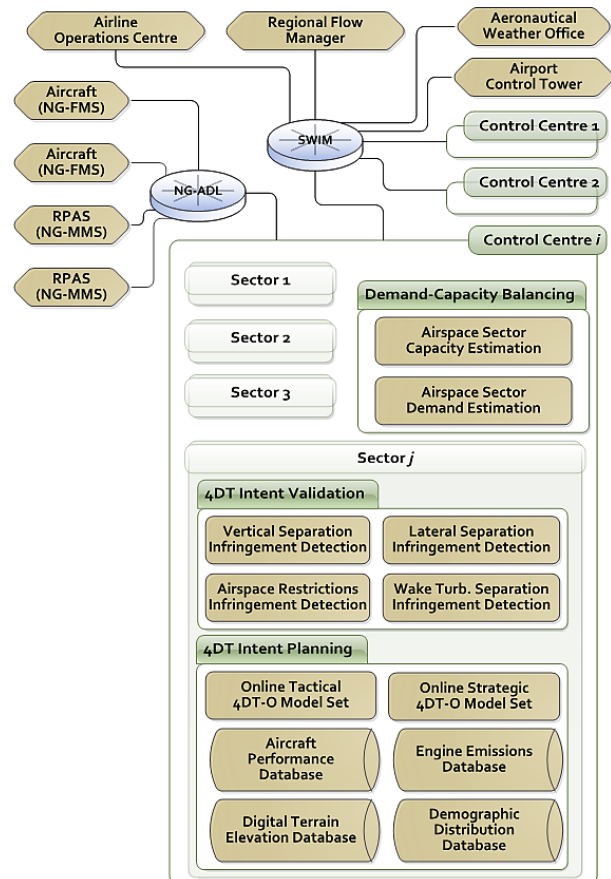 Airline
Operations Centre
Regional Flow
Manager
Aeronautical
Weather Office
Airport
Control Tower
Aircraft
(NG-FMS)
SWIM
Control Centre 1
Aircraft
(NG-FMS)
NG-ADL
Control Centre 2
RPAS
(NG-MMS)
Control Centre i
RPAS
(NG-MMS)
Sector 1
Sector 2
Sector 3
Demand-Capacity Balancing
Airspace Sector
Capacity Estimation
Airspace Sector
Demand Estimation
Sector j
4DT Intent Validation
Vertical Separation
Infringement Detection
Lateral Separation
Infringement Detection
Airspace Restrictions
Infringement Detection
Wake Turb. Separation
Infringement Detection
4DT Intent Planning
Online Tactical
4DT-O Model Set
Online Strategic
4DT-O Model Set
Aircraft
Performance
Database
Engine Emissions
Database
Digital Terrain
Elevation Database
Demographic
Distribution
Database